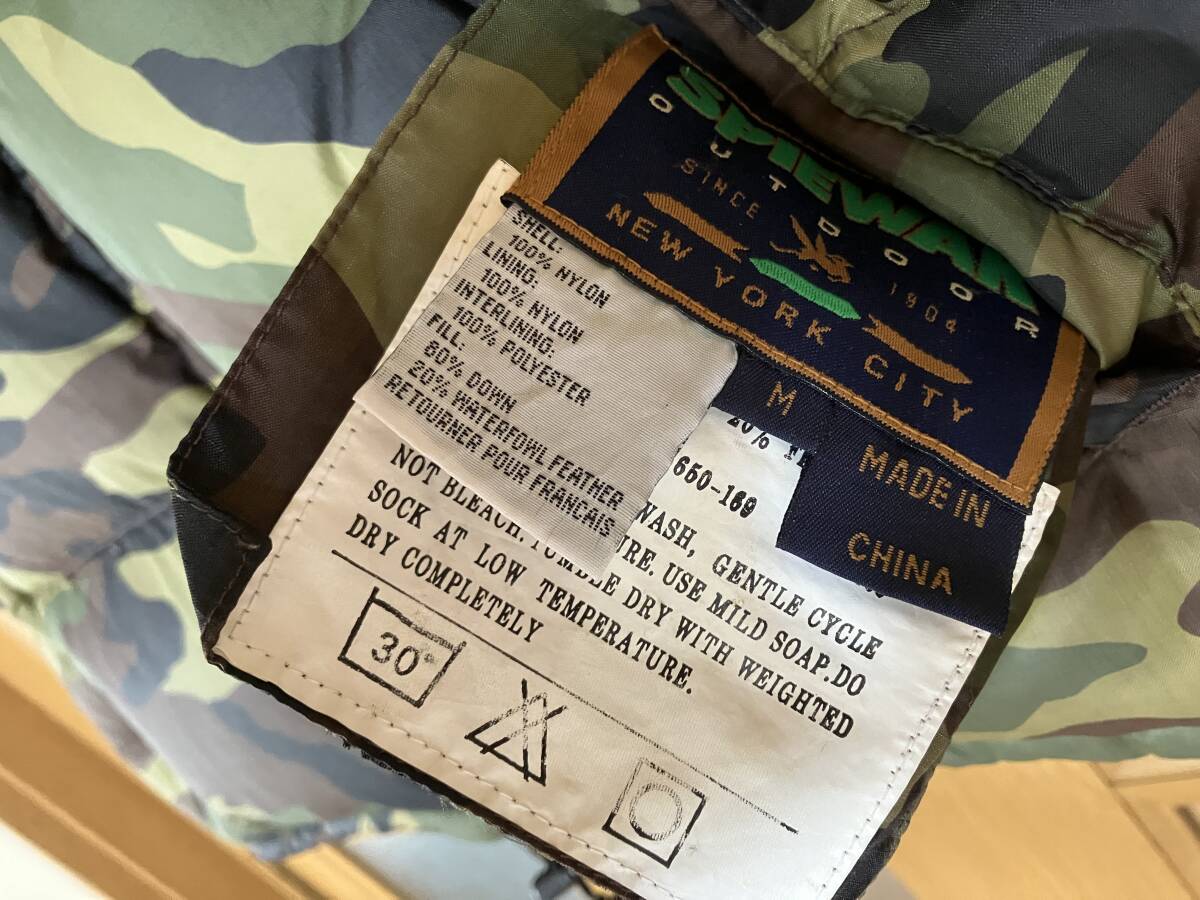 SPIEWAK
OUTDOOR
SINCE 1904
NEW YORK CITY
M
MADE IN
CHINA
SHELL:
100% NYLON
LINING:
100% NYLON
INTERLINING:
100% POLYESTER
FILL:
80% DOWN
20% WATERFOWL FEATHER
RETOURNER POUR FRANCAIS
20%
650-169
WASH, GENTLE CYCLE
USE MILD SOAP. DO
NOT BLEACH. TUMBLE DRY WITH WEIGHTED
SOCK AT LOW TEMPERATURE.
DRY COMPLETELY
30°